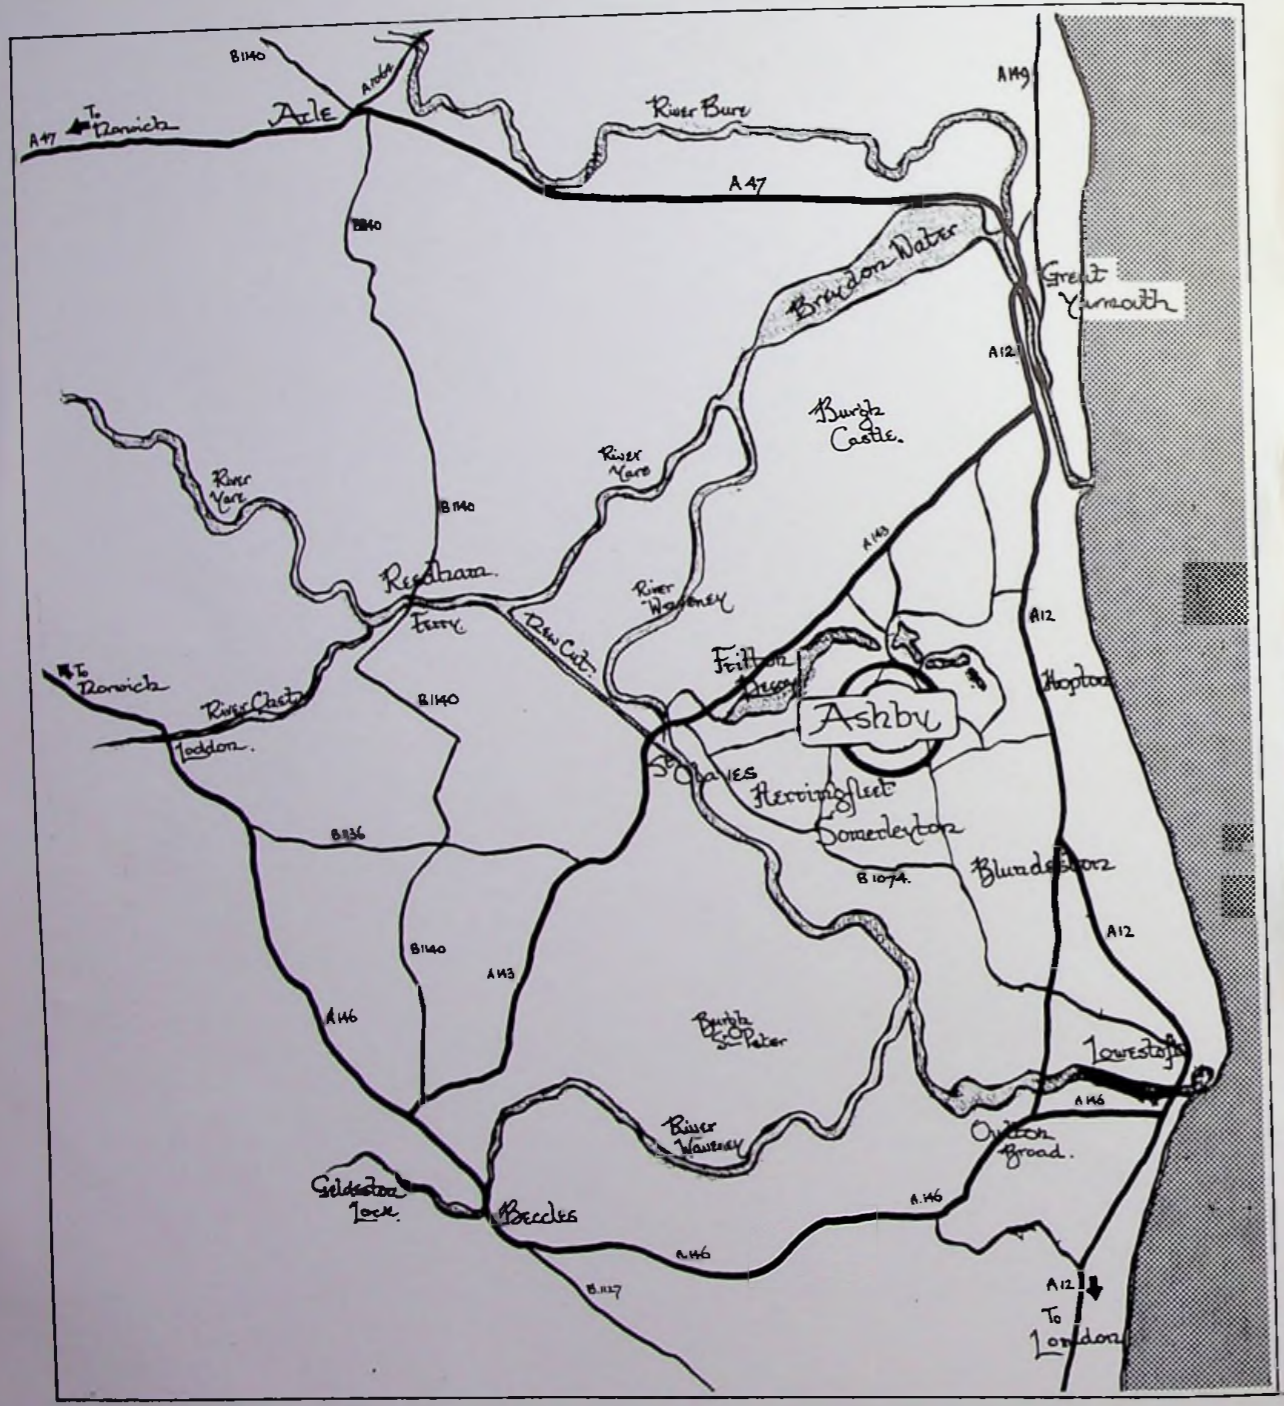 B1140
A1064
A149
To
Norwich
A47
Acle
River Bure
A47
B1140
Breydon Water
Great
Yarmouth
A12
Burgh
Castle.
River
Yare
River
Yare
B1140
A143
Reedham.
Ferry.
River
Waveney
New Cut.
A12
To
Norwich
Fritton
Decoy
Hopton
River Chet
B1140
Ashby
Loddon.
St Olaves
Herringfleet
Somerleyton
B.1136
Blundeston
B1074.
B1140
A143
A12
A146
Burgh
St Peter
Lowestoft
A146
River
Waveney
Oulton
Broad.
Geldeston
Lock.
Beccles
A.146
A.146
B.1127
A12
To
London